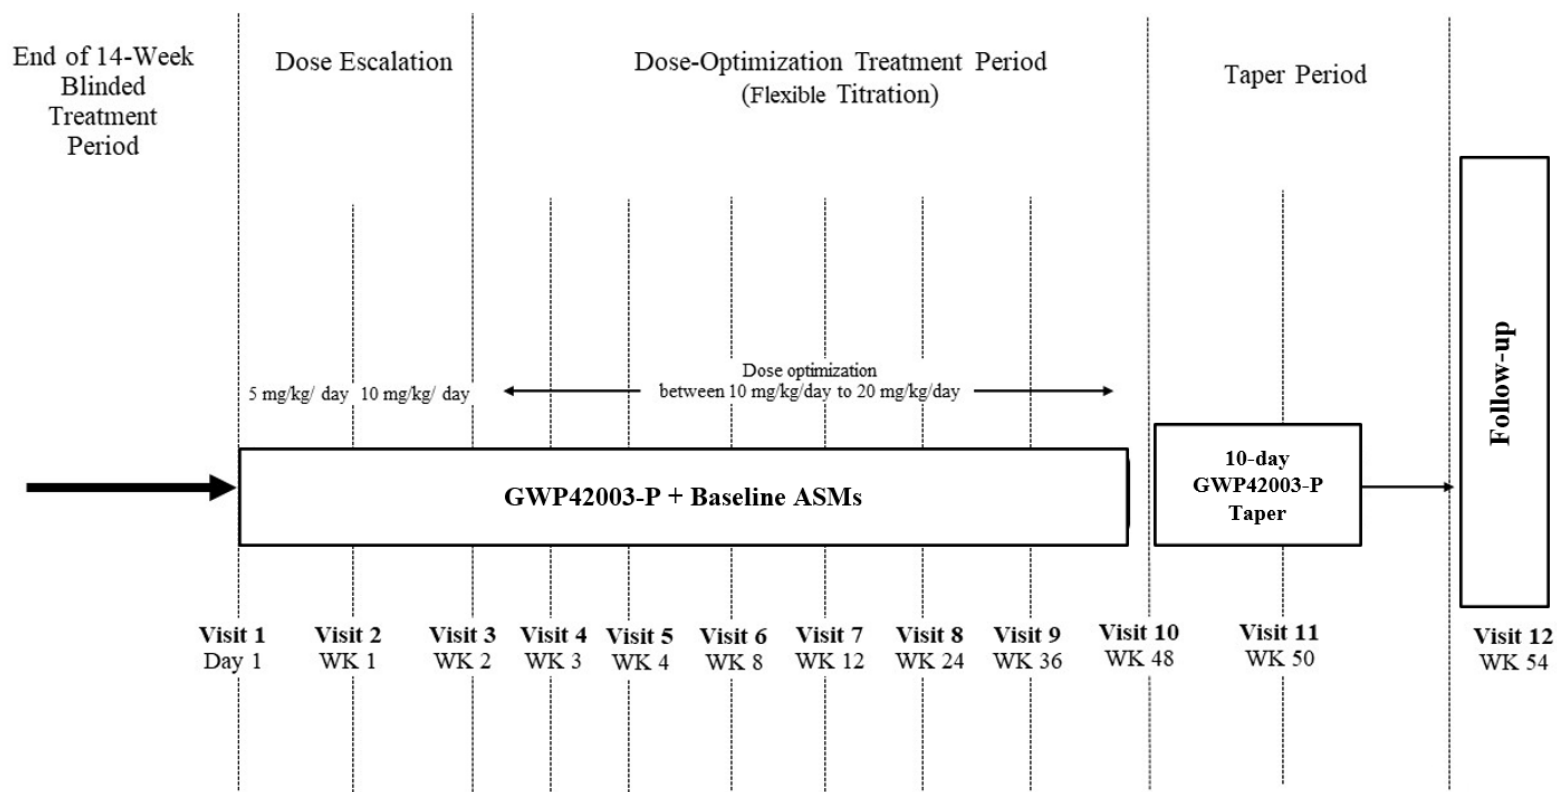 End of 14-Week
Blinded
Treatment
Period
Dose Escalation
Dose-Optimization Treatment Period
(Flexible Titration)
Taper Period
5 mg/kg/ day
10 mg/kg/ day
Dose optimization
between 10 mg/kg/day to 20 mg/kg/day
GWP42003-P + Baseline ASMs
10-day
GWP42003-P
Taper
Follow-up
Visit 1
Day 1
Visit 2
WK 1
Visit 3
WK 2
Visit 4
WK 3
Visit 5
WK 4
Visit 6
WK 8
Visit 7
WK 12
Visit 8
WK 24
Visit 9
WK 36
Visit 10
WK 48
Visit 11
WK 50
Visit 12
WK 54